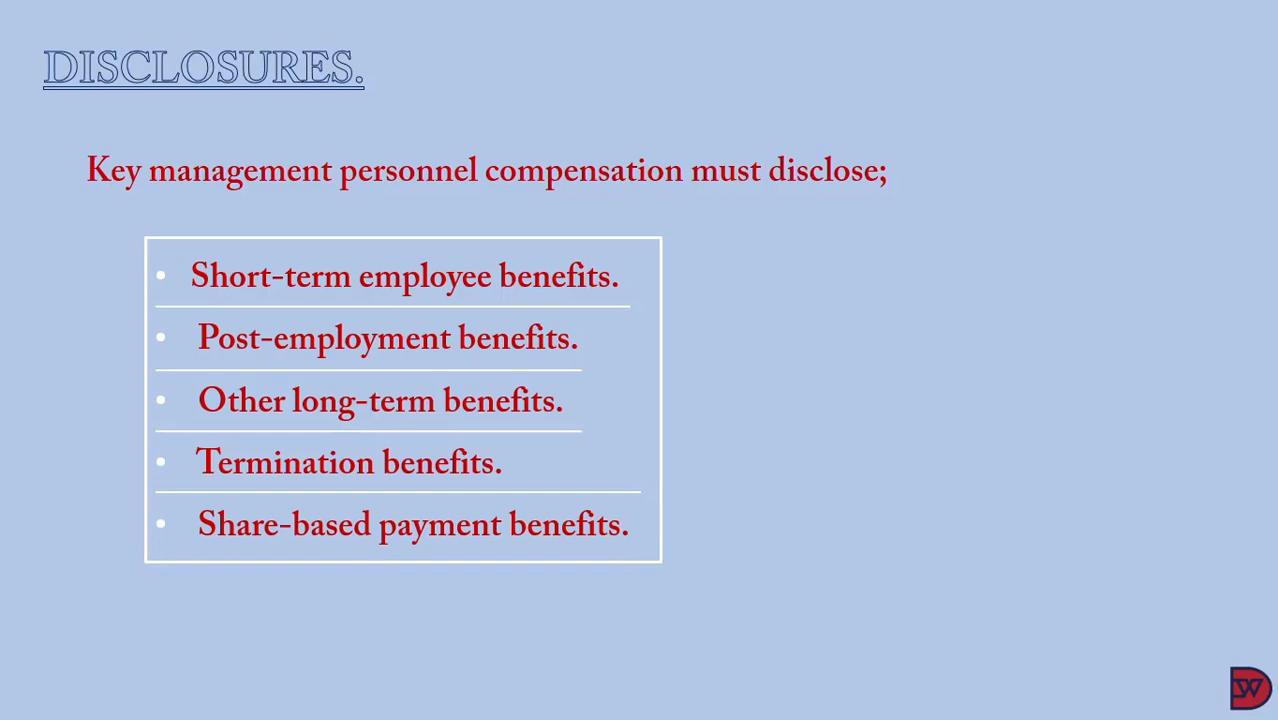 DISCLOSURES.
Key management personnel compensation must disclose;
• Short-term employee benefits.
• Post-employment benefits.
• Other long-term benefits.
• Termination benefits.
• Share-based payment benefits.
DW